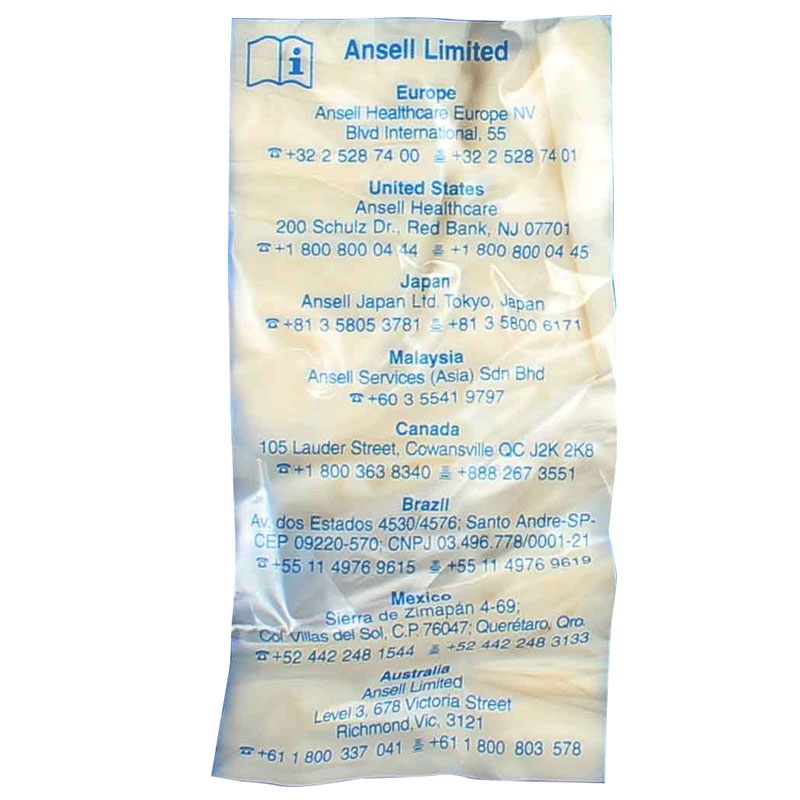 Ansell Limited
Europe
Ansell Healthcare Europe NV
Blvd International, 55
☎+32 2 528 74 00 📠+32 2 528 74 01
United States
Ansell Healthcare
200 Schulz Dr., Red Bank, NJ 07701
☎+1 800 800 04 44 📠+1 800 800 04 45
Japan
Ansell Japan Ltd. Tokyo, Japan
☎+81 3 5805 3781 📠+81 3 5800 6171
Malaysia
Ansell Services (Asia) Sdn Bhd
☎+60 3 5541 9797
Canada
105 Lauder Street, Cowansville QC J2K 2K8
☎+1 800 363 8340 📠+888 267 3551
Brazil
Av. dos Estados 4530/4576; Santo Andre-SP-
CEP 09220-570; CNPJ 03.496.778/0001-21
☎+55 11 4976 9615 📠+55 11 4976 9619
Mexico
Sierra de Zimapán 4-69;
Col. Villas del Sol, C.P. 76047; Querétaro, Qro.
☎+52 442 248 1544 📠+52 442 248 3133
Australia
Ansell Limited
Level 3, 678 Victoria Street
Richmond,Vic. 3121
☎+61 1 800 337 041 📠+61 1 800 803 578